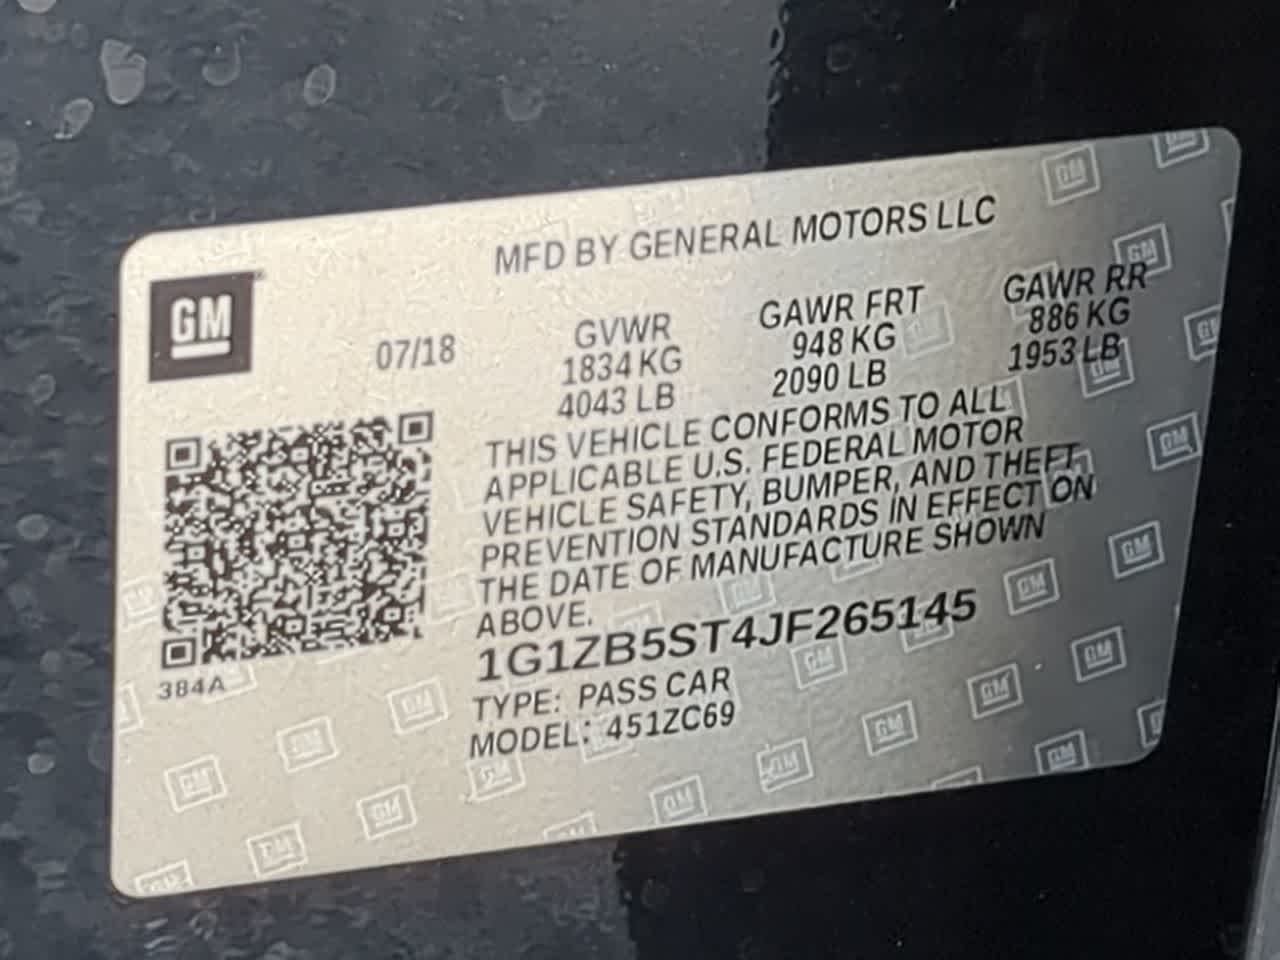 MFD BY GENERAL MOTORS LLC
GM
07/18
GVWR GAWR FRT GAWR RR
1834 KG 948 KG 886 KG
4043 LB 2090 LB 1953 LB
THIS VEHICLE CONFORMS TO ALL
APPLICABLE U.S. FEDERAL MOTOR
VEHICLE SAFETY, BUMPER, AND THEFT
PREVENTION STANDARDS IN EFFECT ON
THE DATE OF MANUFACTURE SHOWN
ABOVE.
1G1ZB5ST4JF265145
384A
TYPE: PASS CAR
MODEL: 451ZC69